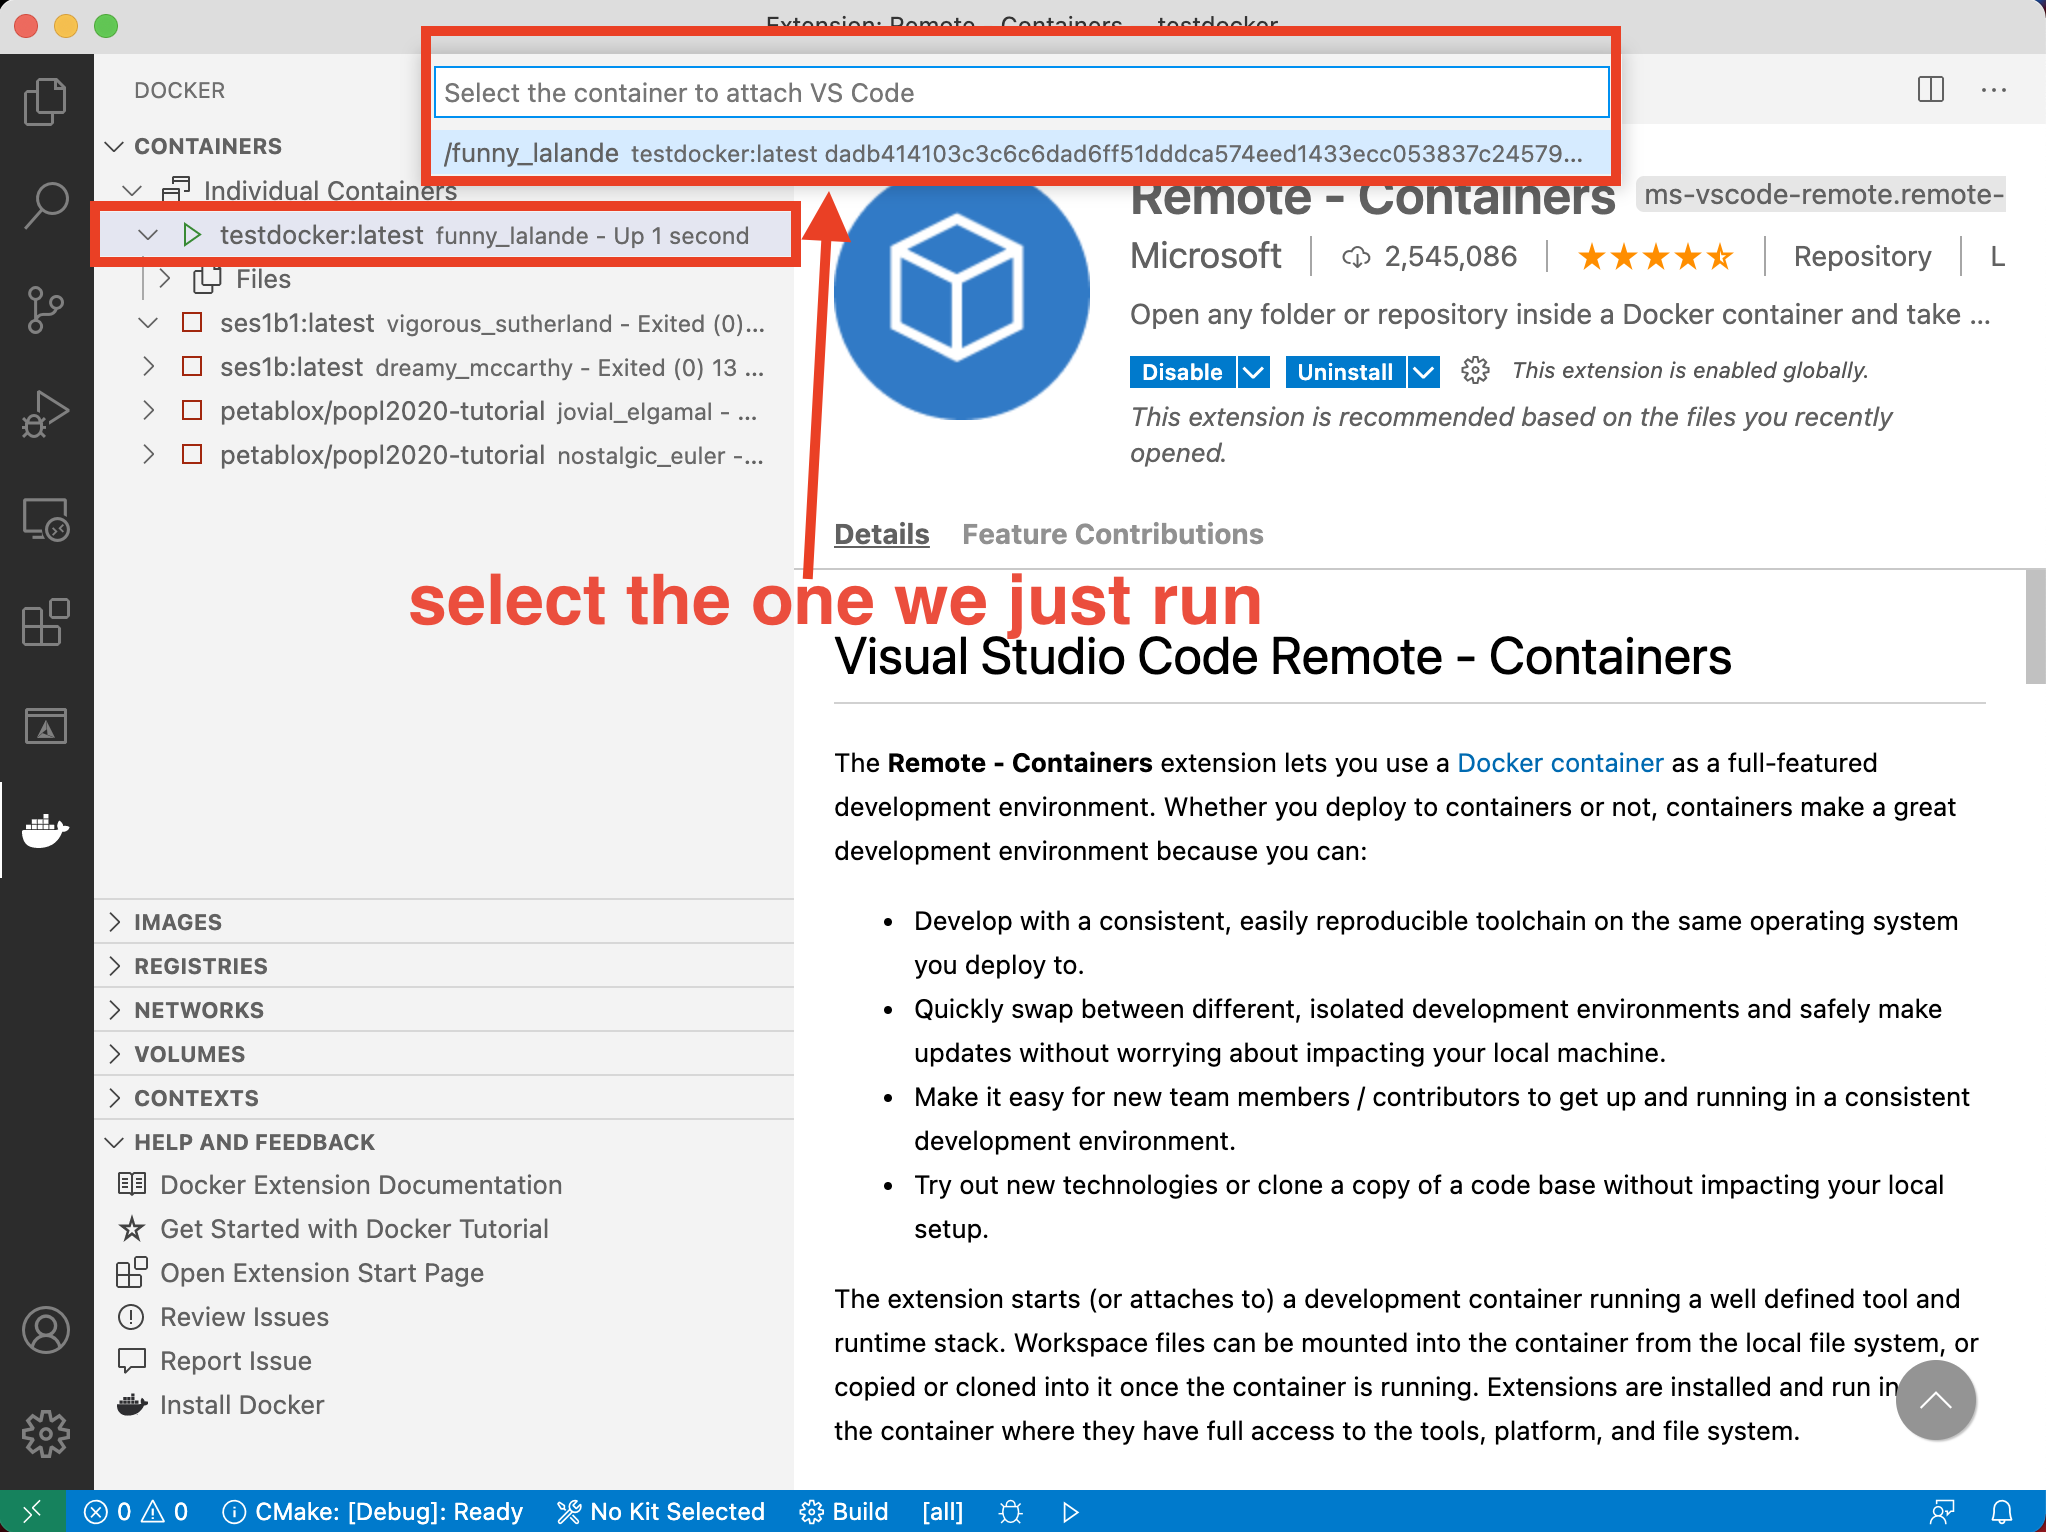 Extension: Remote - Containers — testdocker
DOCKER
Select the container to attach VS Code
/funny_lalande testdocker:latest dadb414103c3c6c6dad6ff51dddca574eed1433ecc053837c24579...
CONTAINERS
Individual Containers
testdocker:latest funny_lalande - Up 1 second
Files
ses1b1:latest vigorous_sutherland - Exited (0)...
ses1b:latest dreamy_mccarthy - Exited (0) 13 ...
petablox/popl2020-tutorial jovial_elgamal - ...
petablox/popl2020-tutorial nostalgic_euler -...
Remote - Containers ms-vscode-remote.remote-
Microsoft 2,545,086 Repository L
Open any folder or repository inside a Docker container and take ...
Disable Uninstall This extension is enabled globally.
This extension is recommended based on the files you recently
opened.
Details Feature Contributions
select the one we just run
Visual Studio Code Remote - Containers
The Remote - Containers extension lets you use a Docker container as a full-featured
development environment. Whether you deploy to containers or not, containers make a great
development environment because you can:
• Develop with a consistent, easily reproducible toolchain on the same operating system
you deploy to.
• Quickly swap between different, isolated development environments and safely make
updates without worrying about impacting your local machine.
• Make it easy for new team members / contributors to get up and running in a consistent
development environment.
• Try out new technologies or clone a copy of a code base without impacting your local
setup.
The extension starts (or attaches to) a development container running a well defined tool and
runtime stack. Workspace files can be mounted into the container from the local file system, or
copied or cloned into it once the container is running. Extensions are installed and run in
the container where they have full access to the tools, platform, and file system.
IMAGES
REGISTRIES
NETWORKS
VOLUMES
CONTEXTS
HELP AND FEEDBACK
Docker Extension Documentation
Get Started with Docker Tutorial
Open Extension Start Page
Review Issues
Report Issue
Install Docker
0 0 CMake: [Debug]: Ready No Kit Selected Build [all]